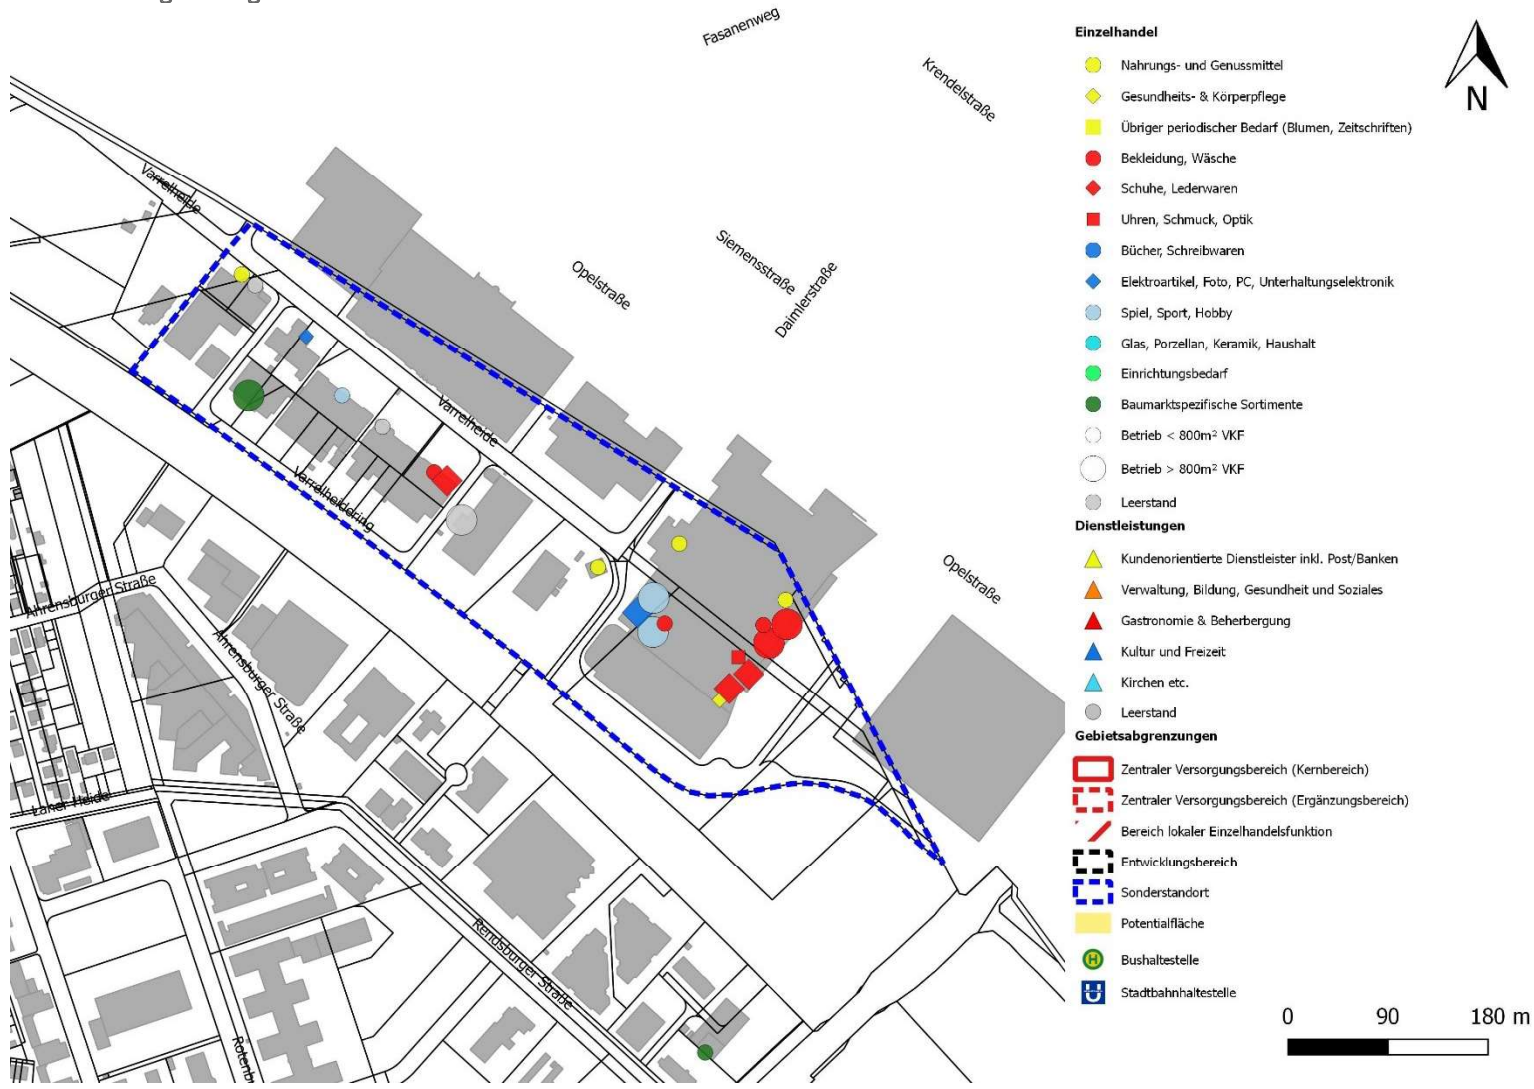 Fasanenweg
Krendelstraße
Varrelheide
Opelstraße
Siemensstraße
Daimlerstraße
Varrelheide
Varrelheidering
Opelstraße
Ahrensburger Straße
Ahrensburger Straße
Laher Heide
Rendsburger Straße
Rotenb
Einzelhandel
Nahrungs- und Genussmittel
Gesundheits- & Körperpflege
Übriger periodischer Bedarf (Blumen, Zeitschriften)
Bekleidung, Wäsche
Schuhe, Lederwaren
Uhren, Schmuck, Optik
Bücher, Schreibwaren
Elektroartikel, Foto, PC, Unterhaltungselektronik
Spiel, Sport, Hobby
Glas, Porzellan, Keramik, Haushalt
Einrichtungsbedarf
Baumarktspezifische Sortimente
Betrieb < 800m² VKF
Betrieb > 800m² VKF
Leerstand
Dienstleistungen
Kundenorientierte Dienstleister inkl. Post/Banken
Verwaltung, Bildung, Gesundheit und Soziales
Gastronomie & Beherbergung
Kultur und Freizeit
Kirchen etc.
Leerstand
Gebietsabgrenzungen
Zentraler Versorgungsbereich (Kernbereich)
Zentraler Versorgungsbereich (Ergänzungsbereich)
Bereich lokaler Einzelhandelsfunktion
Entwicklungsbereich
Sonderstandort
Potentialfläche
H Bushaltestelle
U Stadtbahnhaltestelle
N
0 90 180 m